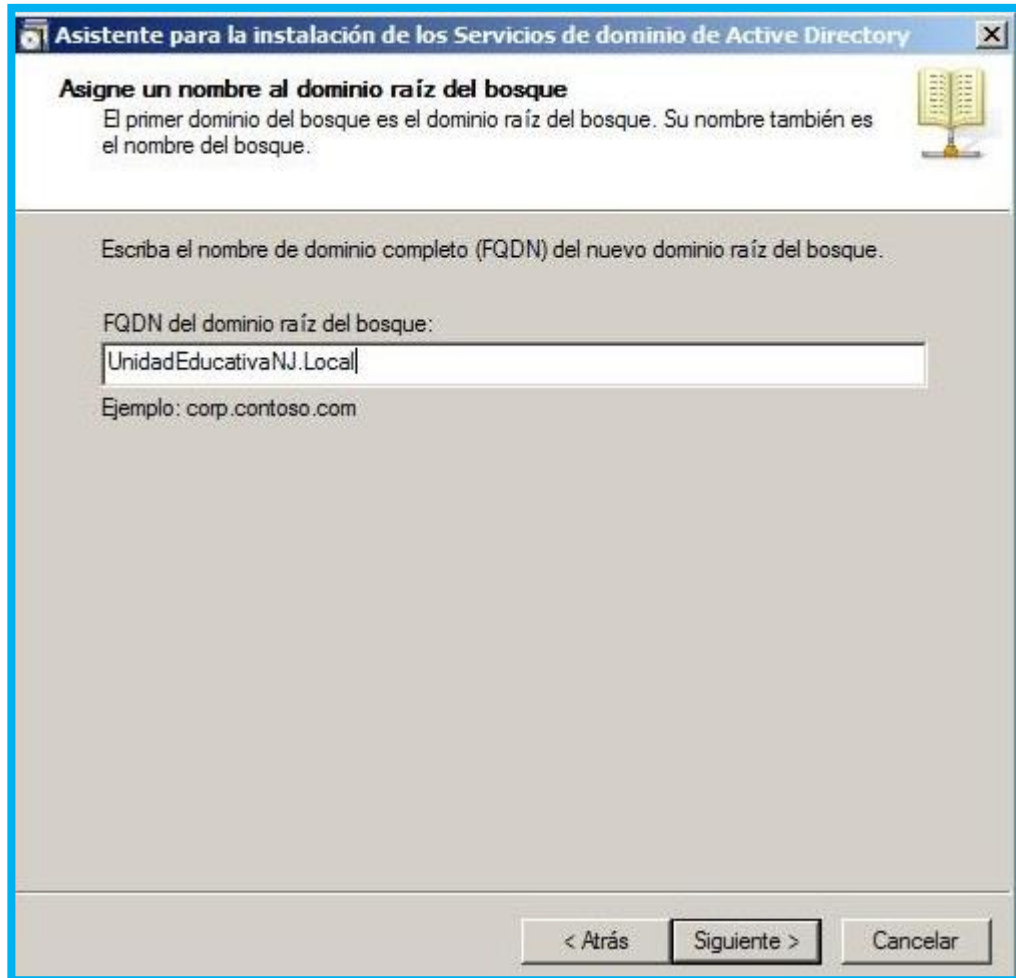 Asistente para la instalación de los Servicios de dominio de Active Directory
Asigne un nombre al dominio raíz del bosque
El primer dominio del bosque es el dominio raíz del bosque. Su nombre también es
el nombre del bosque.
Escriba el nombre de dominio completo (FQDN) del nuevo dominio raíz del bosque.
FQDN del dominio raíz del bosque:
UnidadEducativaNJ.Local
Ejemplo: corp.contoso.com
< Atrás Siguiente > Cancelar